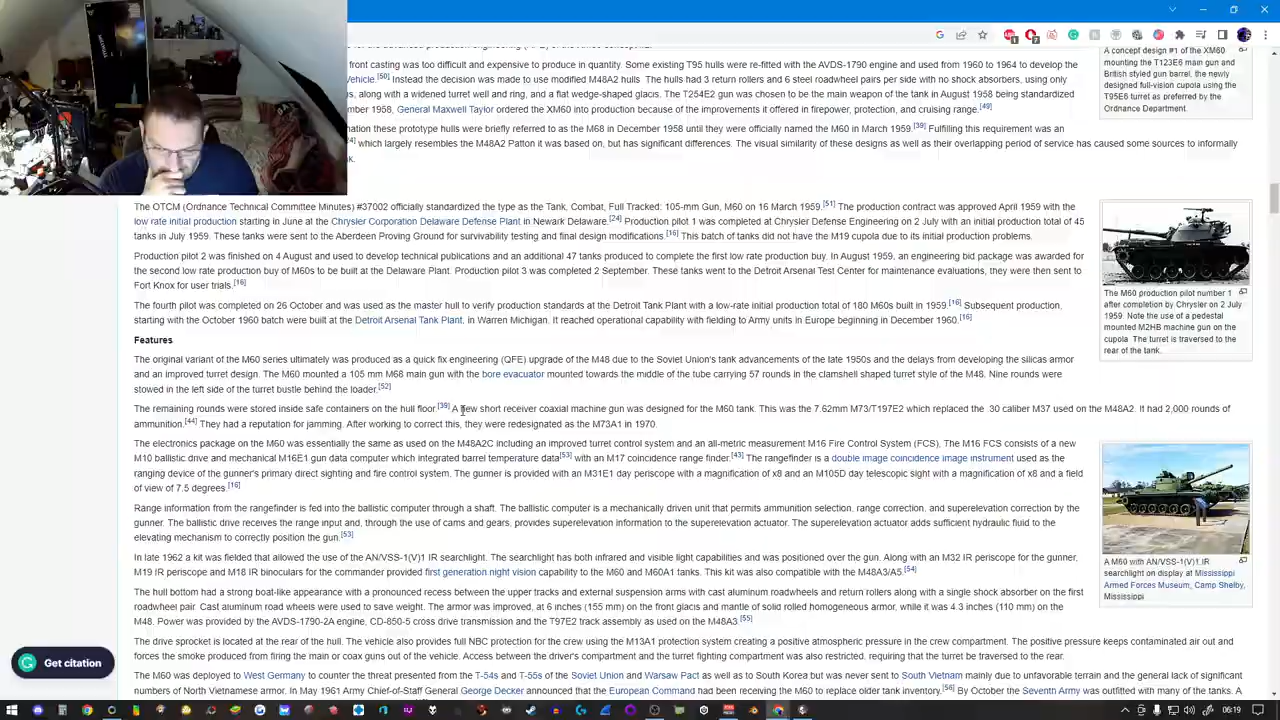 front casting was too difficult and expensive to produce in quantity. Some existing T95 hulls were re-fitted with the AVDS-1790 engine and used from 1960 to 1964 to develop the
Vehicle.[50] Instead the decision was made to use modified M48A2 hulls. The hulls had 3 return rollers and 6 steel roadwheel pairs per side with no shock absorbers, using only
, along with a widened turret well and ring, and a flat wedge-shaped glacis. The T254E2 gun was chosen to be the main weapon of the tank in August 1958 being standardized
mber 1958, General Maxwell Taylor ordered the XM60 into production because of the improvements it offered in firepower, protection, and cruising range.[49]
nation these prototype hulls were briefly referred to as the M68 in December 1958 until they were officially named the M60 in March 1959.[39] Fulfilling this requirement was an
which largely resembles the M48A2 Patton it was based on, but has significant differences. The visual similarity of these designs as well as their overlapping period of service has caused some sources to informally
nk.
A concept design #1 of the XM60
mounting the T123E6 main gun and
British styled gun barrel, the newly
designed full-vision cupola using the
T95E6 turret as preferred by the
Ordnance Department.
The OTCM (Ordnance Technical Committee Minutes) #37002 officially standardized the type as the Tank, Combat, Full Tracked: 105-mm Gun, M60 on 16 March 1959.[51] The production contract was approved April 1959 with the
low rate initial production starting in June at the Chrysler Corporation Delaware Defense Plant in Newark Delaware.[24] Production pilot 1 was completed at Chrysler Defense Engineering on 2 July with an initial production total of 45
tanks in July 1959. These tanks were sent to the Aberdeen Proving Ground for survivability testing and final design modifications.[16] This batch of tanks did not have the M19 cupola due to its initial production problems.
Production pilot 2 was finished on 4 August and used to develop technical publications and an additional 47 tanks produced to complete the first low rate production buy. In August 1959, an engineering bid package was awarded for
the second low rate production buy of M60s to be built at the Delaware Plant. Production pilot 3 was completed 2 September. These tanks went to the Detroit Arsenal Test Center for maintenance evaluations, they were then sent to
Fort Knox for user trials.[16]
The fourth pilot was completed on 26 October and was used as the master hull to verify production standards at the Detroit Tank Plant with a low-rate initial production total of 180 M60s built in 1959.[16] Subsequent production,
starting with the October 1960 batch were built at the Detroit Arsenal Tank Plant, in Warren Michigan. It reached operational capability with fielding to Army units in Europe beginning in December 1960.[16]
The M60 production pilot number 1
after completion by Chrysler on 2 July
1959. Note the use of a pedestal
mounted M2HB machine gun on the
cupola. The turret is traversed to the
rear of the tank.
Features
The original variant of the M60 series ultimately was produced as a quick fix engineering (QFE) upgrade of the M48 due to the Soviet Union's tank advancements of the late 1950s and the delays from developing the silicas armor
and an improved turret design. The M60 mounted a 105 mm M68 main gun with the bore evacuator mounted towards the middle of the tube carrying 57 rounds in the clamshell shaped turret style of the M48. Nine rounds were
stowed in the left side of the turret bustle behind the loader.[52]
The remaining rounds were stored inside safe containers on the hull floor.[39] A new short receiver coaxial machine gun was designed for the M60 tank. This was the 7.62mm M73/T197E2 which replaced the .30 caliber M37 used on the M48A2. It had 2,000 rounds of
ammunition.[44] They had a reputation for jamming. After working to correct this, they were redesignated as the M73A1 in 1970.
The electronics package on the M60 was essentially the same as used on the M48A2C including an improved turret control system and an all-metric measurement M16 Fire Control System (FCS), The M16 FCS consists of a new
M10 ballistic drive and mechanical M16E1 gun data computer which integrated barrel temperature data[53] with an M17 coincidence range finder.[43] The rangefinder is a double image coincidence image instrument used as the
ranging device of the gunner's primary direct sighting and fire control system. The gunner is provided with an M31E1 day periscope with a magnification of x8 and an M105D day telescopic sight with a magnification of x8 and a field
of view of 7.5 degrees.[16]
Range information from the rangefinder is fed into the ballistic computer through a shaft. The ballistic computer is a mechanically driven unit that permits ammunition selection, range correction, and superelevation correction by the
gunner. The ballistic drive receives the range input and, through the use of cams and gears, provides superelevation information to the superelevation actuator. The superelevation actuator adds sufficient hydraulic fluid to the
elevating mechanism to correctly position the gun.[53]
In late 1962 a kit was fielded that allowed the use of the AN/VSS-1(V)1 IR searchlight. The searchlight has both infrared and visible light capabilities and was positioned over the gun. Along with an M32 IR periscope for the gunner,
M19 IR periscope and M18 IR binoculars for the commander provided first generation night vision capability to the M60 and M60A1 tanks. This kit was also compatible with the M48A3/A5.[54]
A M60 with AN/VSS-1(V)1 IR
searchlight on display at Mississippi
Armed Forces Museum, Camp Shelby,
Mississippi
The hull bottom had a strong boat-like appearance with a pronounced recess between the upper tracks and external suspension arms with cast aluminum roadwheels and return rollers along with a single shock absorber on the first
roadwheel pair. Cast aluminum road wheels were used to save weight. The armor was improved, at 6 inches (155 mm) on the front glacis and mantle of solid rolled homogeneous armor, while it was 4.3 inches (110 mm) on the
M48. Power was provided by the AVDS-1790-2A engine, CD-850-5 cross drive transmission and the T97E2 track assembly as used on the M48A3.[55]
The drive sprocket is located at the rear of the hull. The vehicle also provides full NBC protection for the crew using the M13A1 protection system creating a positive atmospheric pressure in the crew compartment. The positive pressure keeps contaminated air out and
forces the smoke produced from firing the main or coax guns out of the vehicle. Access between the driver's compartment and the turret fighting compartment was also restricted, requiring that the turret be traversed to the rear.
Get citation
The M60 was deployed to West Germany to counter the threat presented from the T-54s and T-55s of the Soviet Union and Warsaw Pact as well as to South Korea but was never sent to South Vietnam mainly due to unfavorable terrain and the general lack of significant
numbers of North Vietnamese armor. In May 1961 Army Chief-of-Staff General George Decker announced that the European Command had been receiving the M60 to replace older tank inventory.[56] By October the Seventh Army was outfitted with many of the tanks. A
06:19